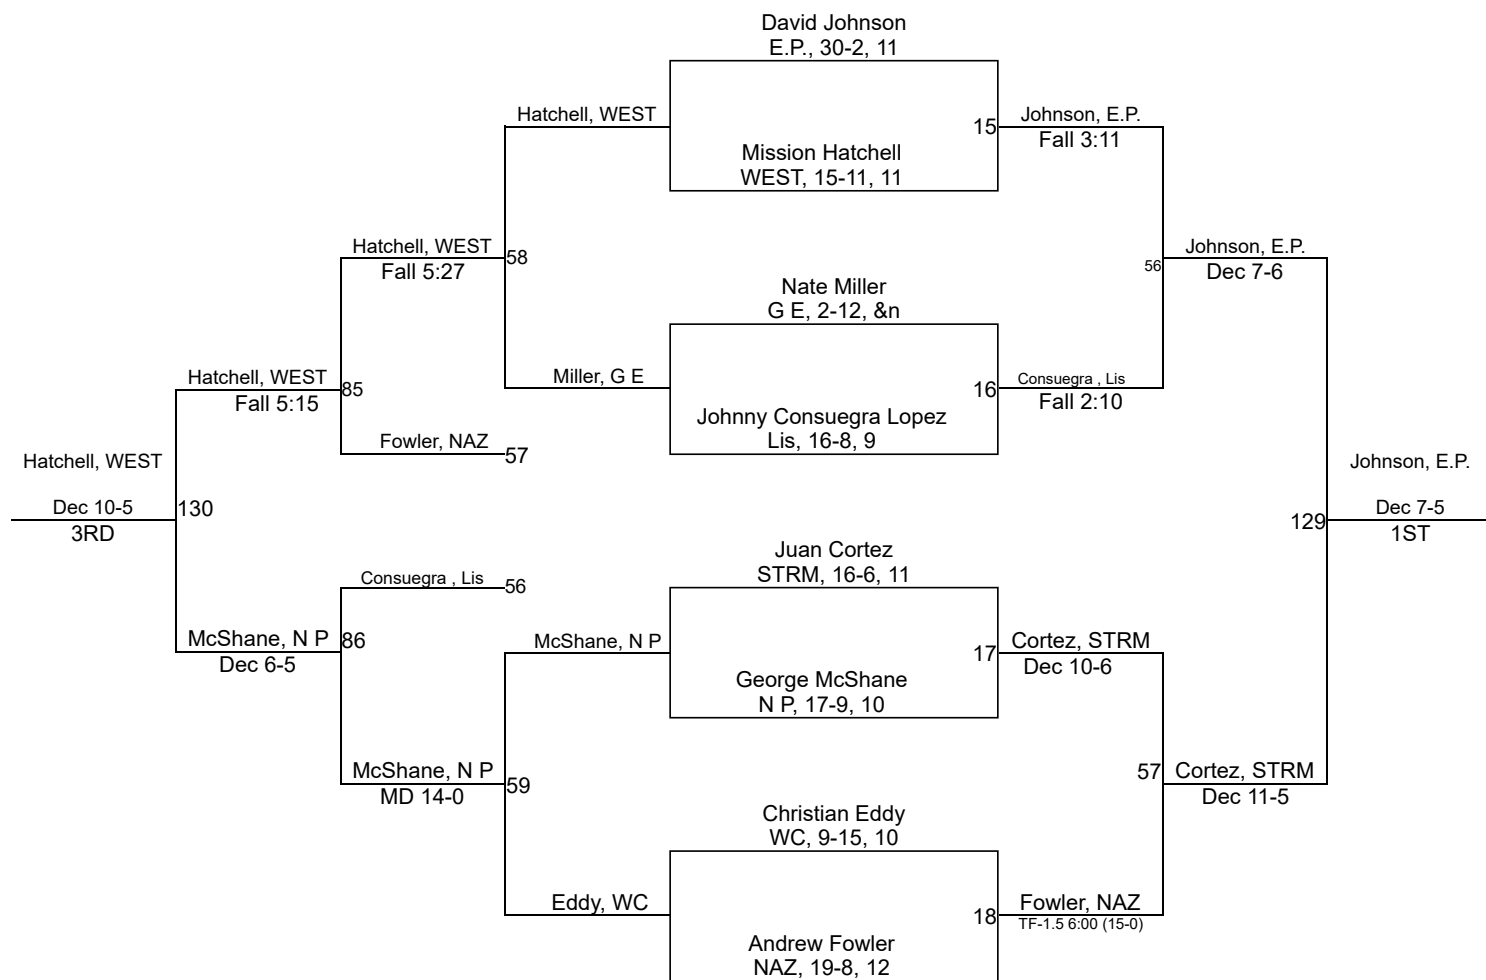 David Johnson
E.P., 30-2, 11
Hatchell, WEST
15
Johnson, E.P.
Fall 3:11
Mission Hatchell
WEST, 15-11, 11
Hatchell, WEST
Fall 5:27
58
56
Johnson, E.P.
Dec 7-6
Nate Miller
G E, 2-12, &n
Hatchell, WEST
Fall 5:15
85
Miller, G E
16
Consuegra , Lis
Fall 2:10
Johnny Consuegra Lopez
Lis, 16-8, 9
Fowler, NAZ
57
Hatchell, WEST
Dec 10-5
3RD
130
Johnson, E.P.
129
Dec 7-5
1ST
Juan Cortez
STRM, 16-6, 11
Consuegra , Lis
56
McShane, N P
Dec 6-5
86
McShane, N P
17
Cortez, STRM
Dec 10-6
George McShane
N P, 17-9, 10
McShane, N P
MD 14-0
59
57
Cortez, STRM
Dec 11-5
Christian Eddy
WC, 9-15, 10
Eddy, WC
18
Fowler, NAZ
TF-1.5 6:00 (15-0)
Andrew Fowler
NAZ, 19-8, 12